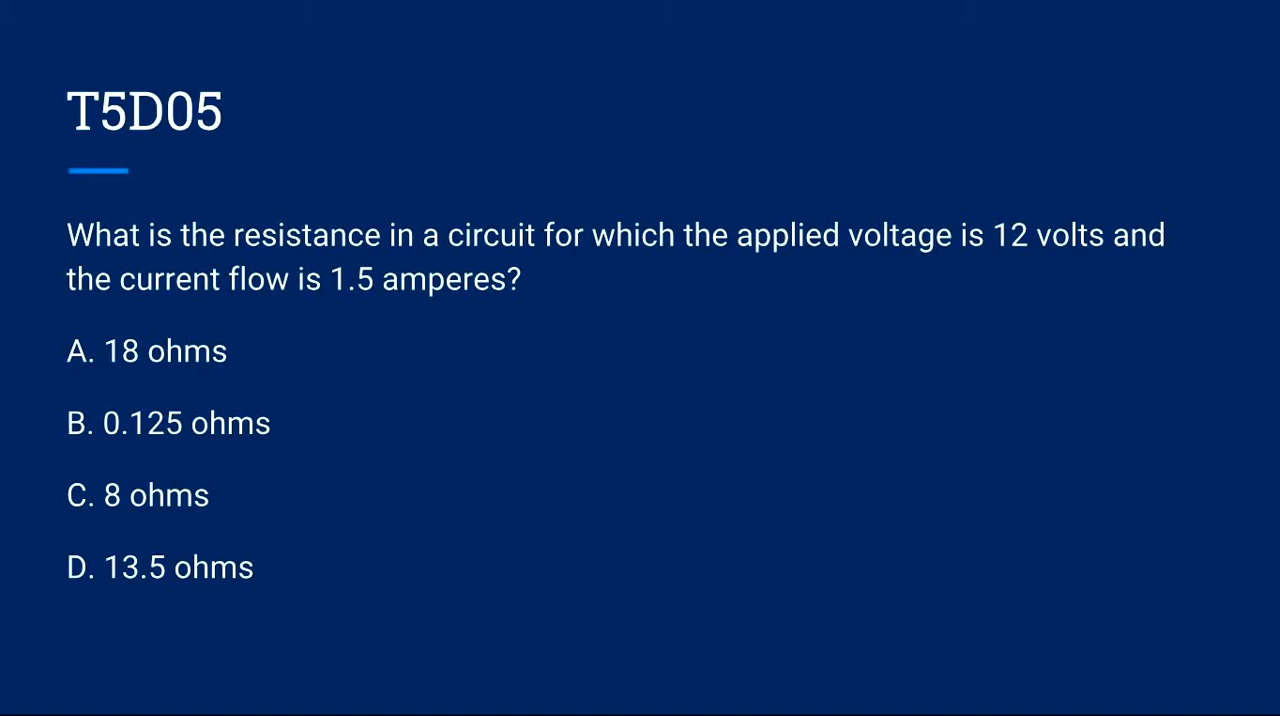 T5D05
What is the resistance in a circuit for which the applied voltage is 12 volts and
the current flow is 1.5 amperes?
A. 18 ohms
B. 0.125 ohms
C. 8 ohms
D. 13.5 ohms